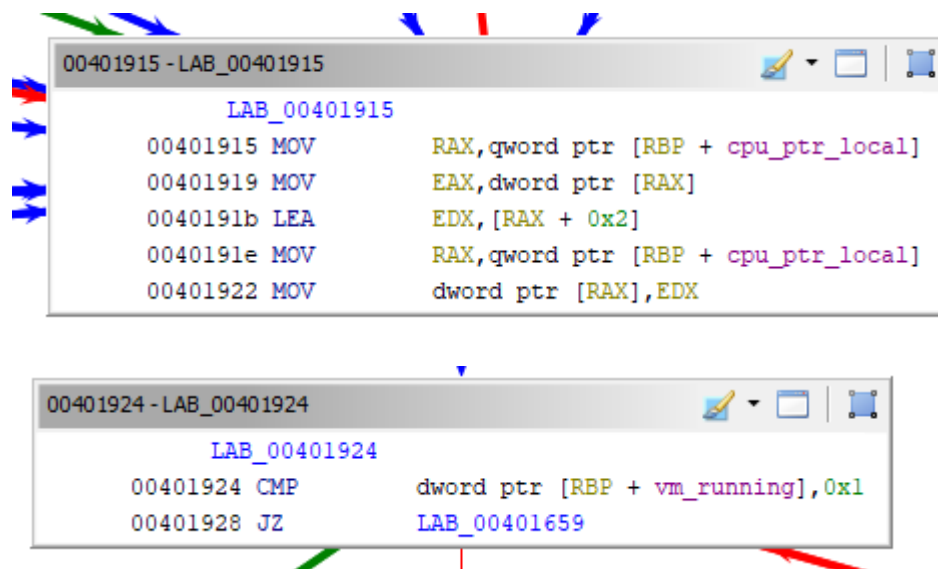 00401915 - LAB_00401915
LAB_00401915
00401915 MOV RAX,qword ptr [RBP + cpu_ptr_local]
00401919 MOV EAX,dword ptr [RAX]
0040191b LEA EDX,[RAX + 0x2]
0040191e MOV RAX,qword ptr [RBP + cpu_ptr_local]
00401922 MOV dword ptr [RAX],EDX
00401924 - LAB_00401924
LAB_00401924
00401924 CMP dword ptr [RBP + vm_running],0x1
00401928 JZ LAB_00401659